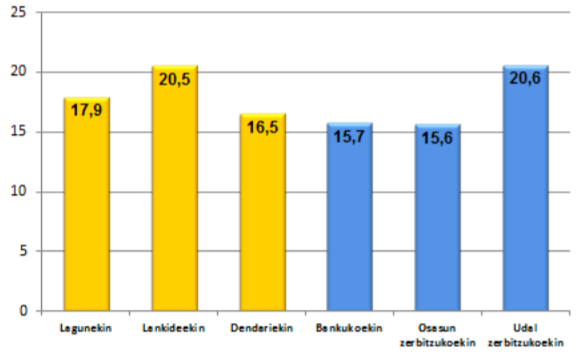 25
20
15
10
5
0
17,9
20,5
16,5
15,7
15,6
20,6
Lagunekin
Lankideekin
Dendariekin
Bankukoekin
Osasun
zerbitzukoekin
Udal
zerbitzukoekin